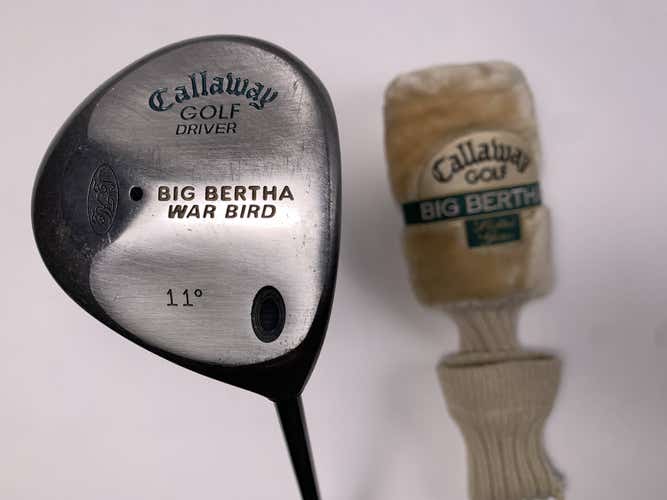 Callaway
GOLF
DRIVER
BIG BERTHA
WAR BIRD
11°
Callaway
GOLF
BIG BERTH